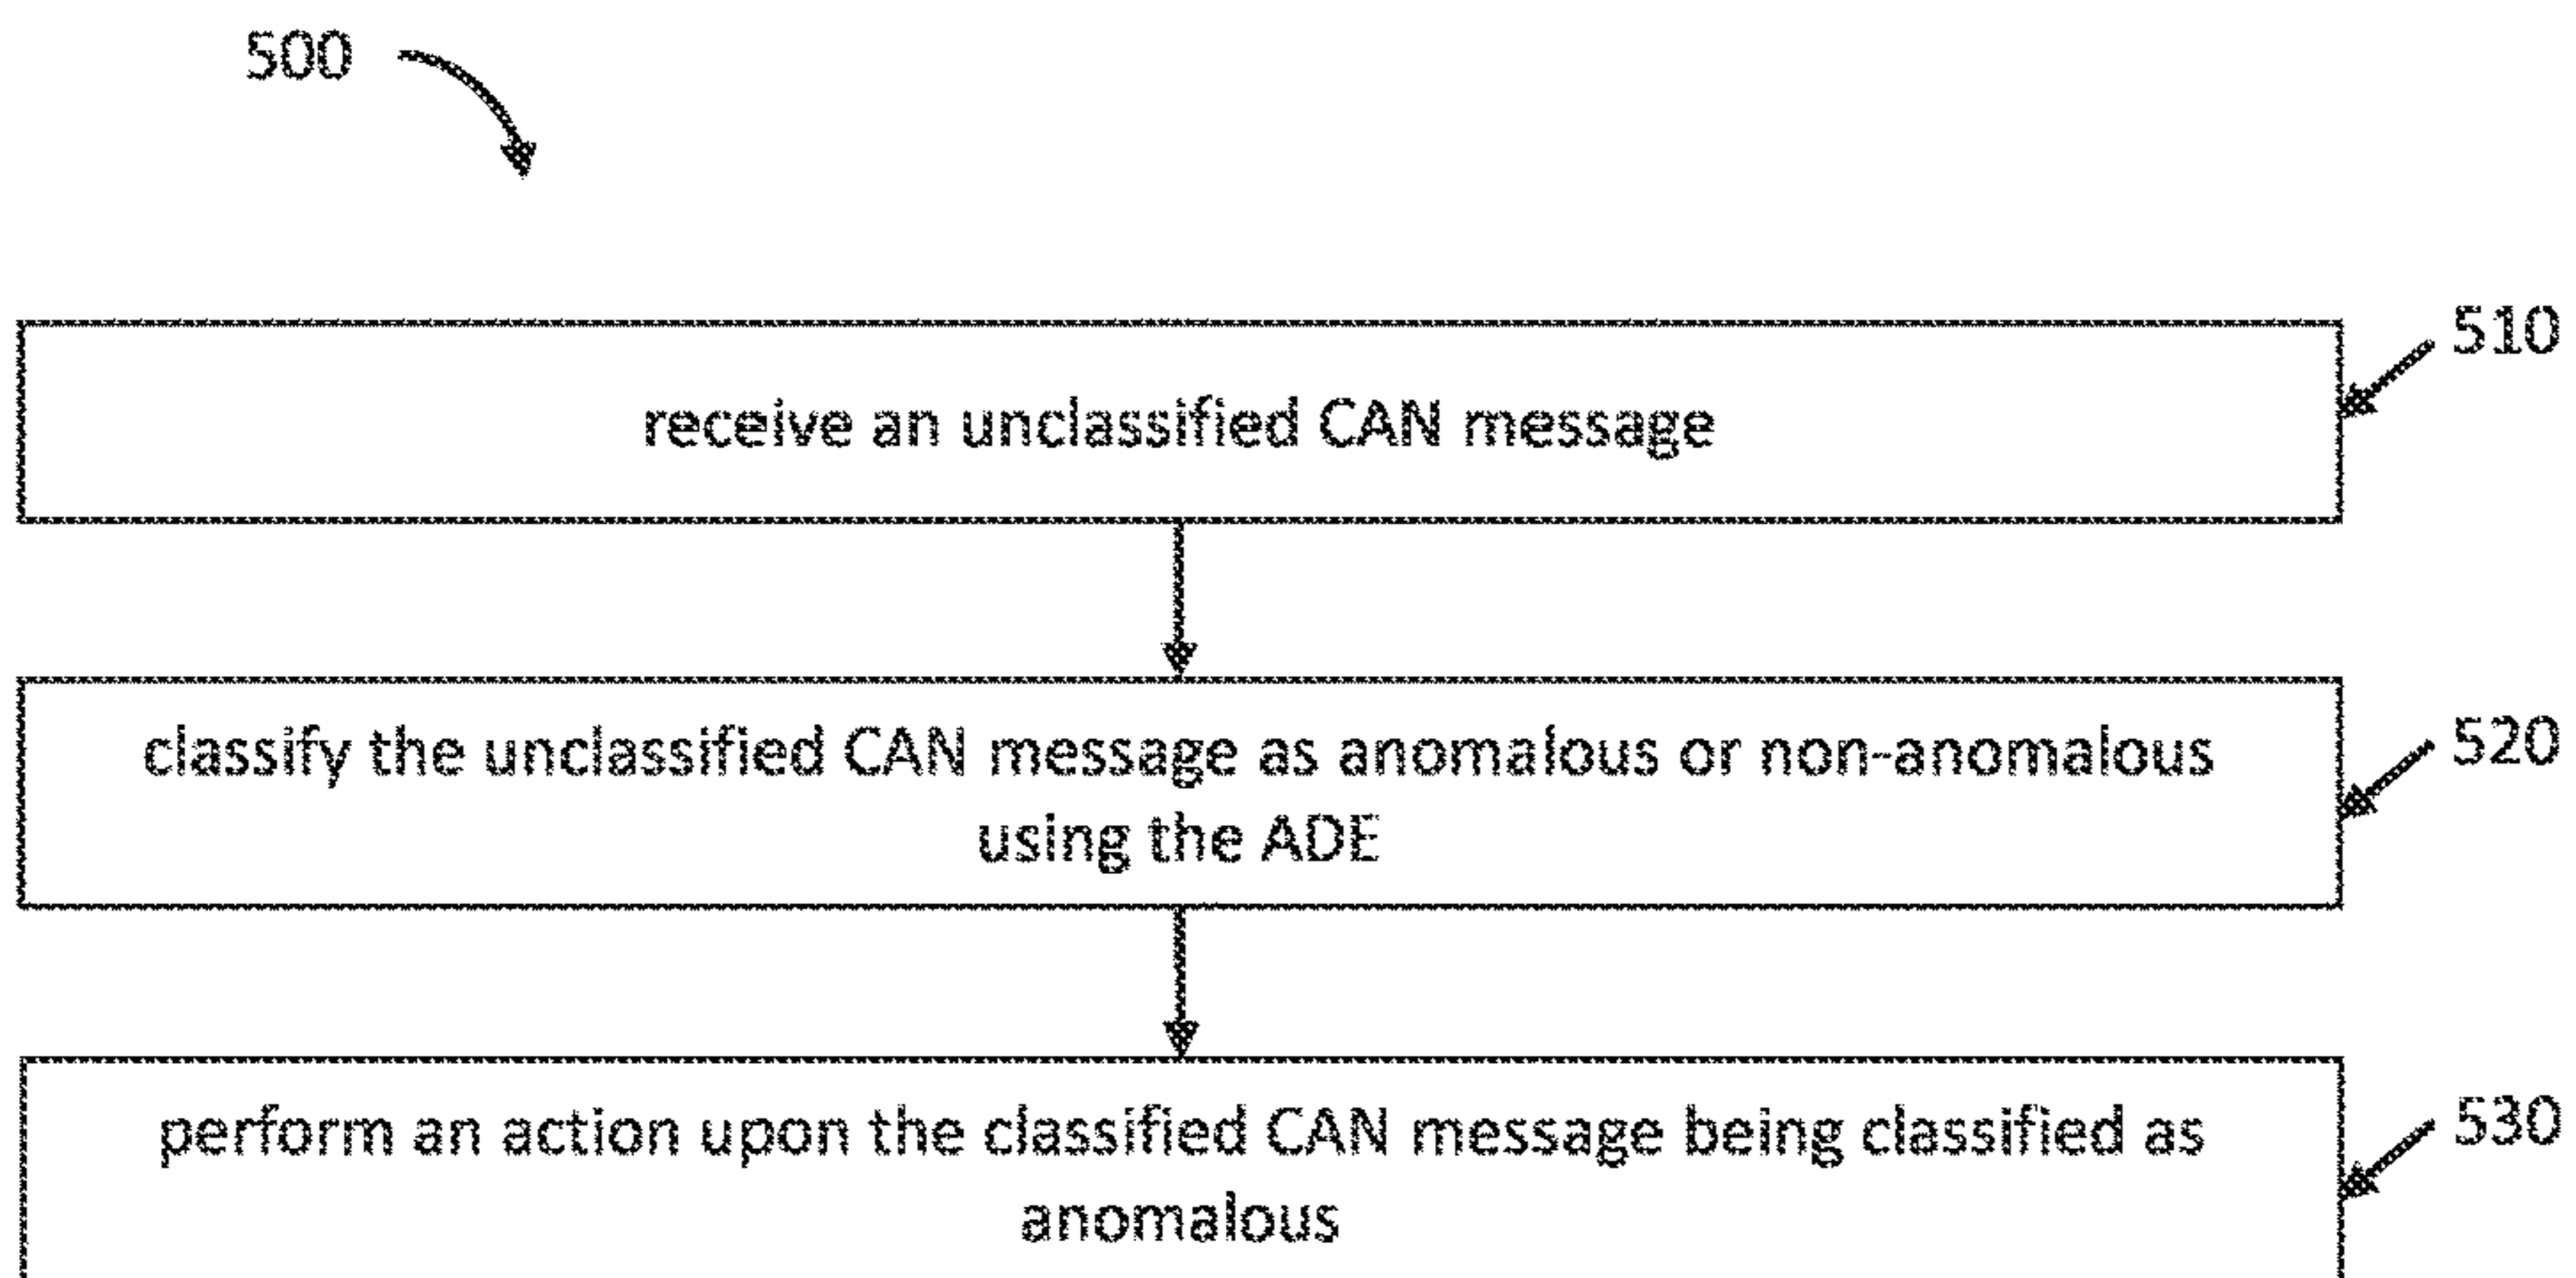 500
510
receive an unclassified CAN message
520
classify the unclassified CAN message as anomalous or non-anomalous
using the ADE
530
perform an action upon the classified CAN message being classified as
anomalous